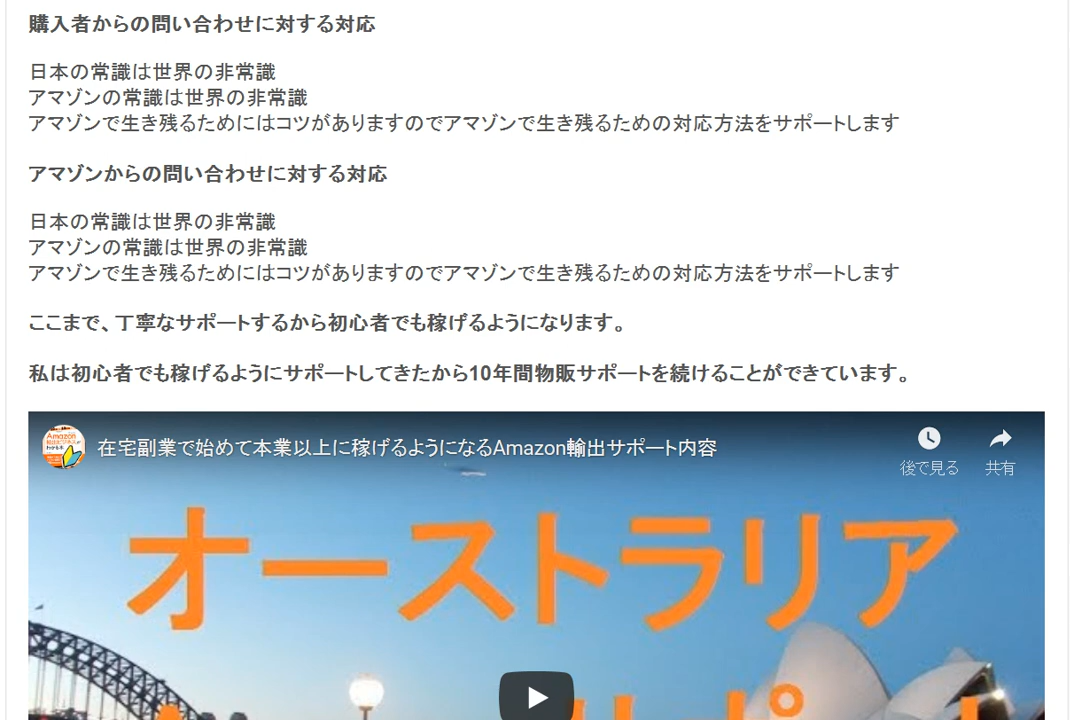 購入者からの問い合わせに対する対応
日本の常識は世界の非常識
アマゾンの常識は世界の非常識
アマゾンで生き残るためにはコツがありますのでアマゾンで生き残るための対応方法をサポートします
アマゾンからの問い合わせに対する対応
日本の常識は世界の非常識
アマゾンの常識は世界の非常識
アマゾンで生き残るためにはコツがありますのでアマゾンで生き残るための対応方法をサポートします
ここまで、丁寧なサポートするから初心者でも稼げるようになります。
私は初心者でも稼げるようにサポートしてきたから10年間物販サポートを続けることができています。
Amazon
在宅副業で始めて本業以上に稼げるようになるAmazon輸出サポート内容
後で見る
共有
オーストラリア